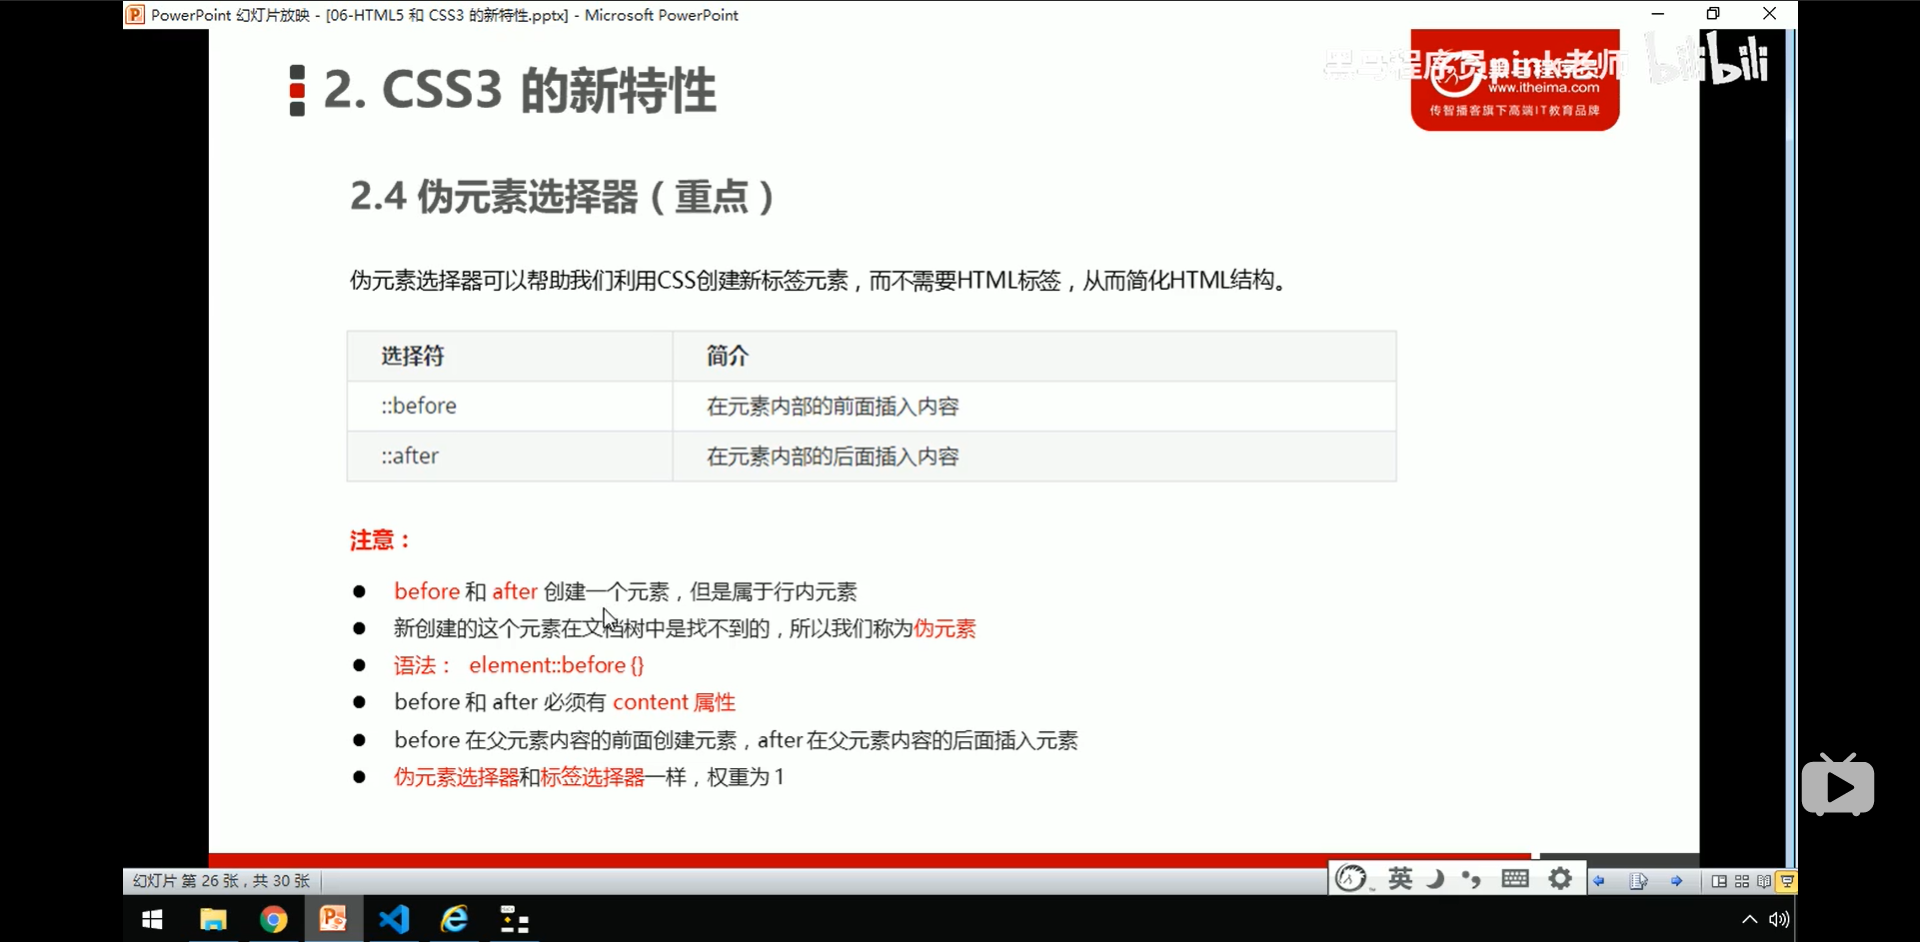 PowerPoint 幻灯片放映 - [06-HTML5 和 CSS3 的新特性.pptx] - Microsoft PowerPoint
黑马程序员pink老师
bilibili
www.itheima.com
传智播客旗下高端IT教育品牌
2. CSS3 的新特性
2.4 伪元素选择器（重点）
伪元素选择器可以帮助我们利用CSS创建新标签元素，而不需要HTML标签，从而简化HTML结构。
选择符 简介
::before 在元素内部的前面插入内容
::after 在元素内部的后面插入内容
注意：
● before 和 after 创建一个元素，但是属于行内元素
● 新创建的这个元素在文档树中是找不到的，所以我们称为伪元素
● 语法： element::before {}
● before 和 after 必须有 content 属性
● before 在父元素内容的前面创建元素，after 在父元素内容的后面插入元素
● 伪元素选择器和标签选择器一样，权重为 1
幻灯片 第 26 张，共 30 张
英